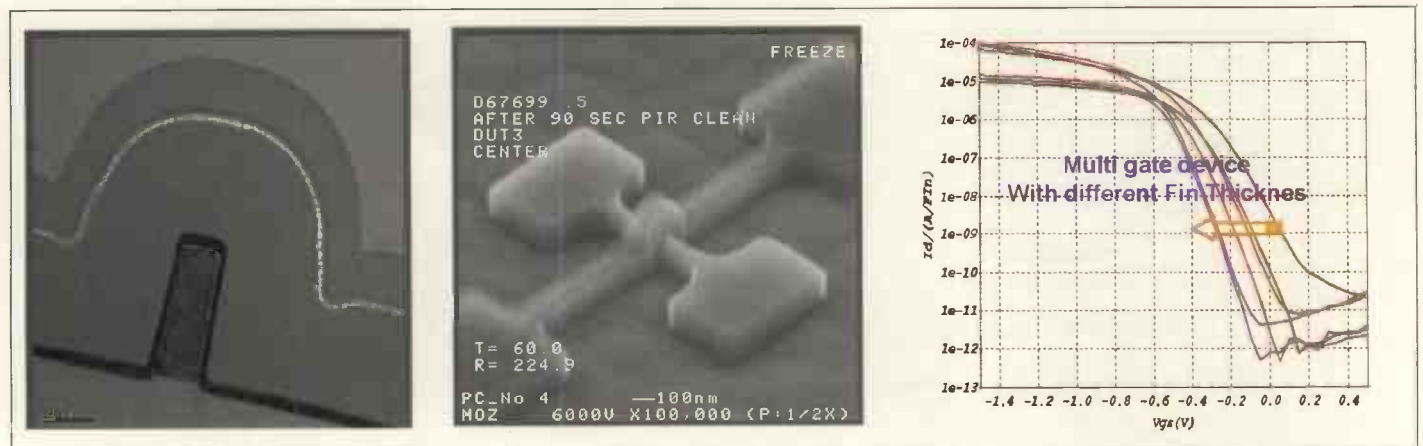 FREEZE
D67699 .5
AFTER 90 SEC PIR CLEAN
DUT3
CENTER
T= 60.0
R= 224.9
PC_No 4 —100nm
MOZ 6000V X100,000 (P:1/2X)
1e-04
1e-05
1e-06
1e-07
1e-08
1e-09
1e-10
1e-11
1e-12
1e-13
Id/(A/FIn)
Multi gate device
With different Fin Thicknes
-1.4 -1.2 -1.0 -0.8 -0.6 -0.4 -0.2 0.0 0.2 0.4
Vgs(V)